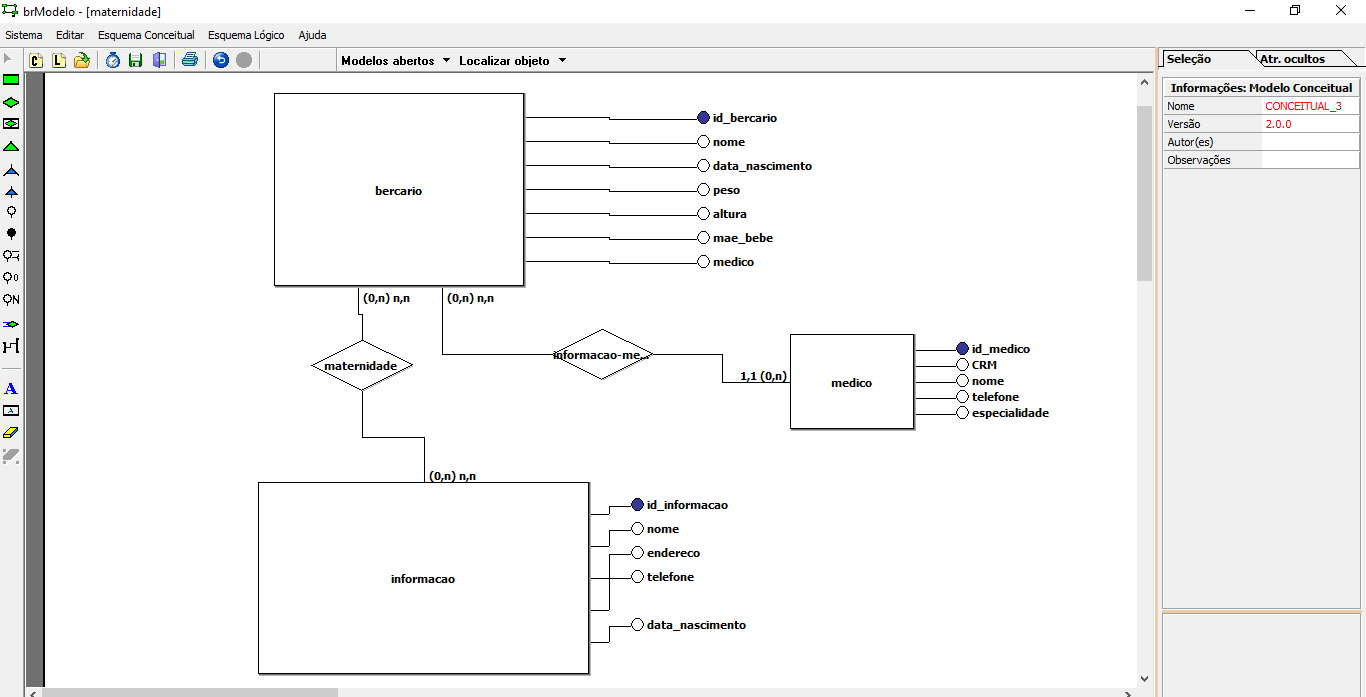 brModelo - [maternidade]
Sistema Editar Esquema Conceitual Esquema Lógico Ajuda
C L Modelos abertos Localizar objeto
Seleção Atr. ocultos
Informações: Modelo Conceitual
Nome CONCEITUAL_3
Versão 2.0.0
Autor(es)
Observações
bercario
id_bercario
nome
data_nascimento
peso
altura
mae_bebe
medico
(0,n) n,n (0,n) n,n
maternidade
informacao-me...
1,1 (0,n)
medico
id_medico
CRM
nome
telefone
especialidade
(0,n) n,n
informacao
id_informacao
nome
endereco
telefone
data_nascimento
0
N
A
A